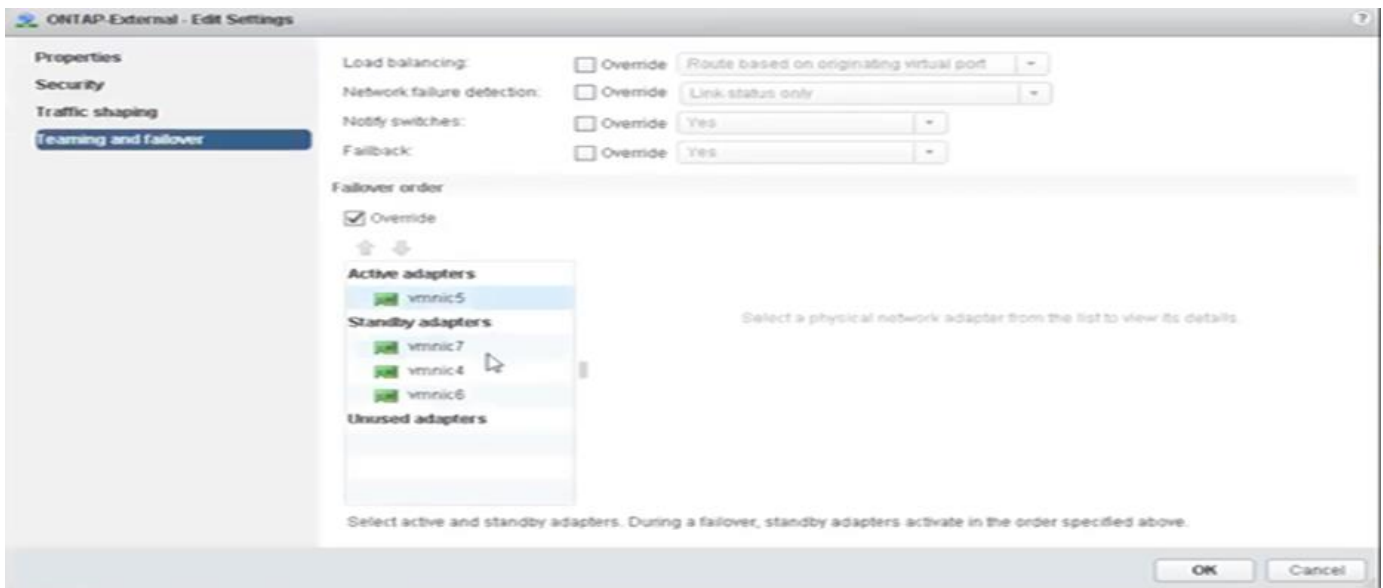 ONTAP-External - Edit Settings
?
Properties
Security
Traffic shaping
Teaming and failover
Load balancing: Override Route based on originating virtual port
Network failure detection: Override Link status only
Notify switches: Override Yes
Failback: Override Yes
Failover order
Override
Active adapters
vmnic5
Standby adapters
vmnic7
vmnic4
vmnic6
Unused adapters
Select a physical network adapter from the list to view its details.
Select active and standby adapters. During a failover, standby adapters activate in the order specified above.
OK Cancel